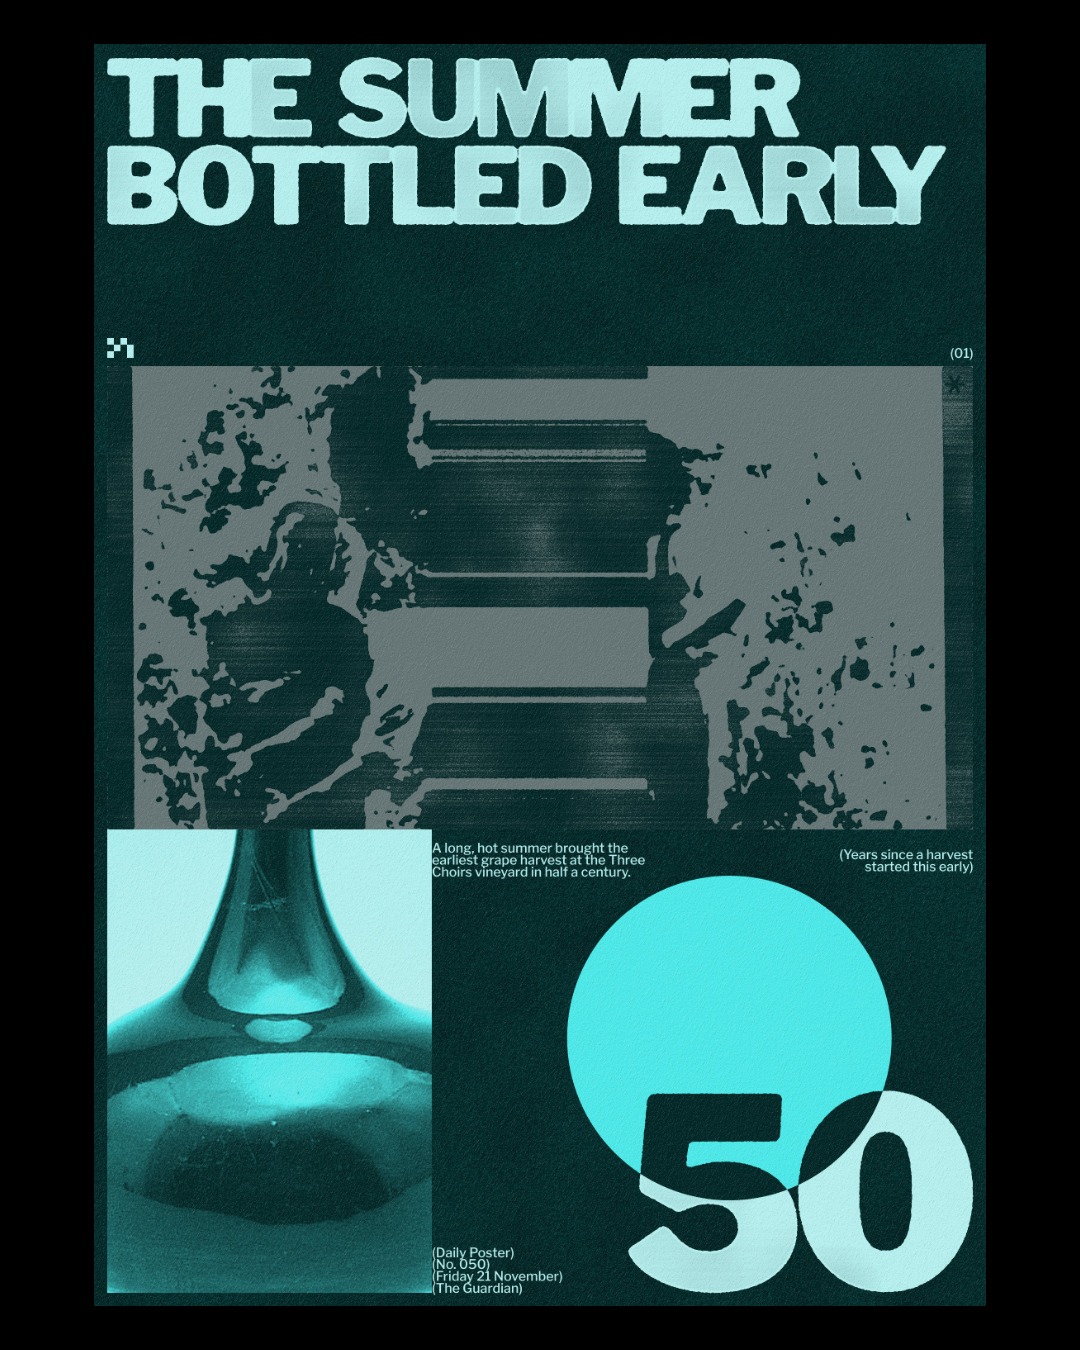 THE SUMMER
BOTTLED EARLY
(01)
A long, hot summer brought the
earliest grape harvest at the Three
Choirs vineyard in half a century.
(Years since a harvest
started this early)
50
(Daily Poster)
(No. 050)
(Friday 21 November)
(The Guardian)